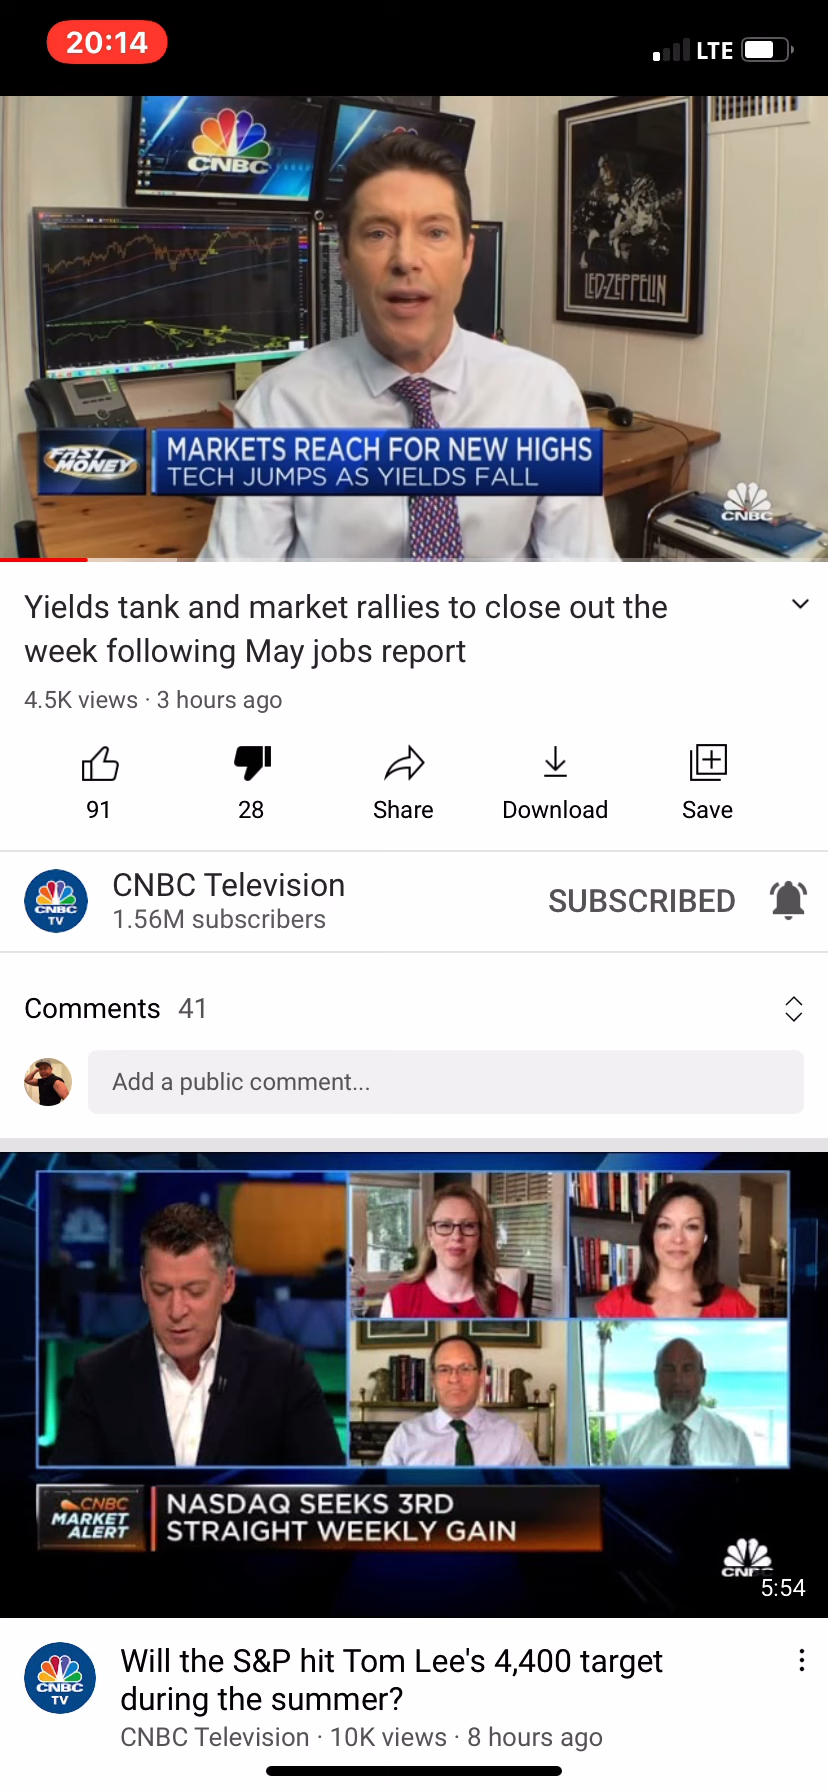 20:14
LTE
CNBC
LED-ZEPPELIN
FAST MONEY
MARKETS REACH FOR NEW HIGHS
TECH JUMPS AS YIELDS FALL
CNBC
Yields tank and market rallies to close out the
week following May jobs report
4.5K views · 3 hours ago
91
28
Share
Download
Save
CNBC
TV
CNBC Television
1.56M subscribers
SUBSCRIBED
Comments 41
Add a public comment...
CNBC
MARKET
ALERT
NASDAQ SEEKS 3RD
STRAIGHT WEEKLY GAIN
CNBC
5:54
CNBC
TV
Will the S&P hit Tom Lee's 4,400 target
during the summer?
CNBC Television · 10K views · 8 hours ago